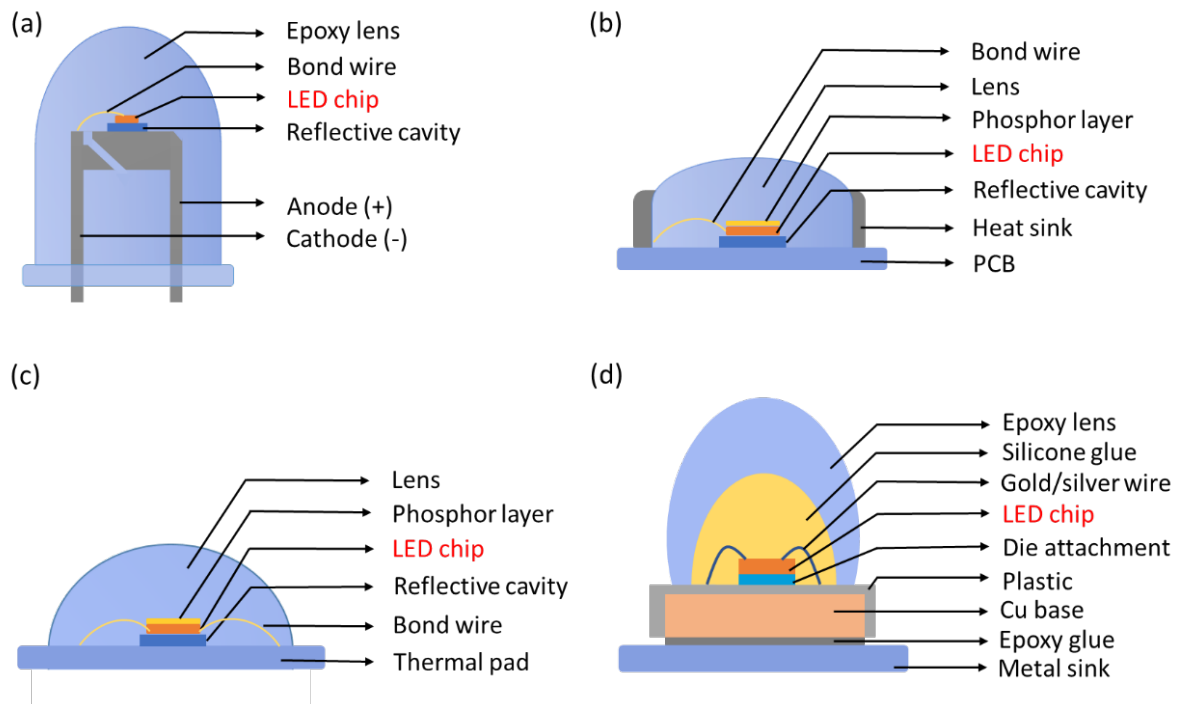 (a)
Epoxy lens
Bond wire
LED chip
Reflective cavity
Anode (+)
Cathode (-)
(b)
Bond wire
Lens
Phosphor layer
LED chip
Reflective cavity
Heat sink
PCB
(c)
Lens
Phosphor layer
LED chip
Reflective cavity
Bond wire
Thermal pad
(d)
Epoxy lens
Silicone glue
Gold/silver wire
LED chip
Die attachment
Plastic
Cu base
Epoxy glue
Metal sink